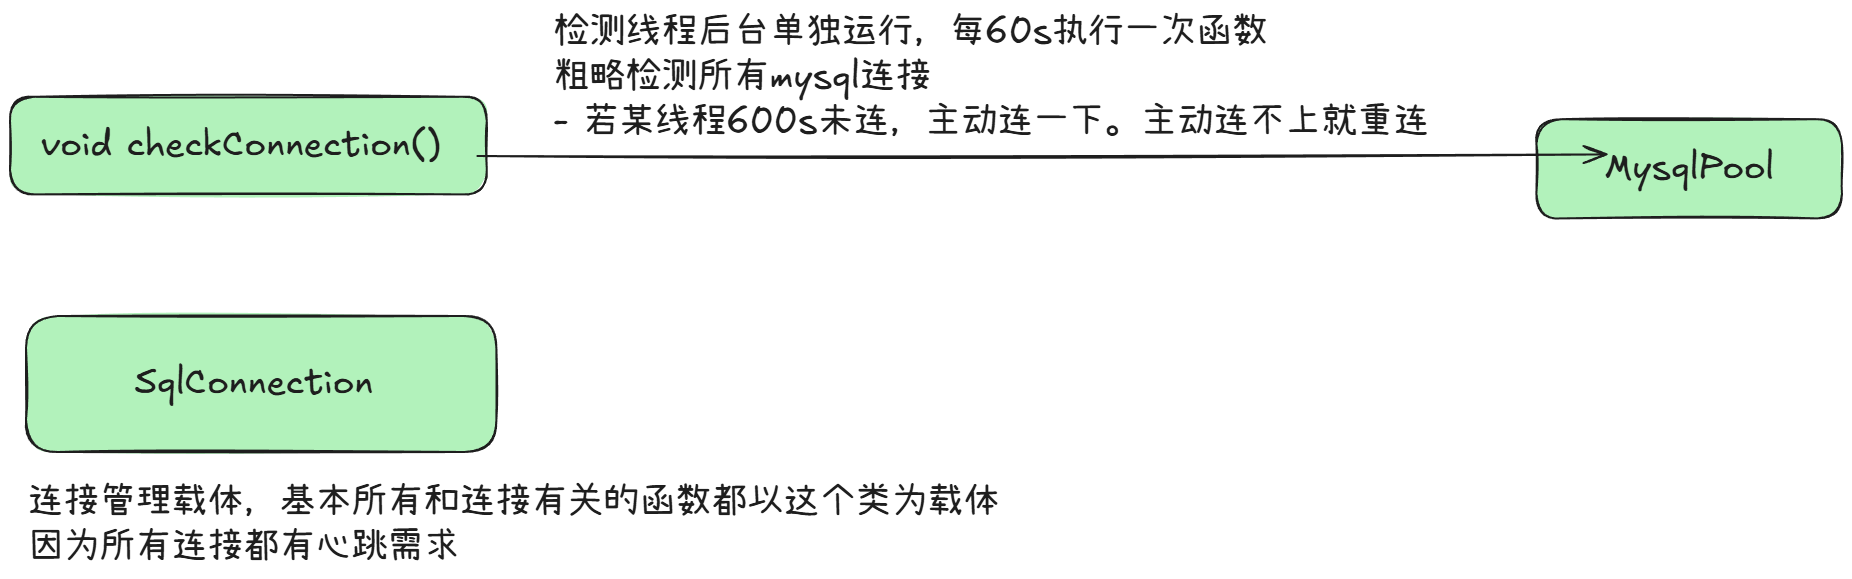 检测线程后台单独运行，每60s执行一次函数
粗略检测所有mysql连接
- 若某线程600s未连，主动连一下。主动连不上就重连
void checkConnection()
MysqlPool
SqlConnection
连接管理载体，基本所有和连接有关的函数都以这个类为载体
因为所有连接都有心跳需求